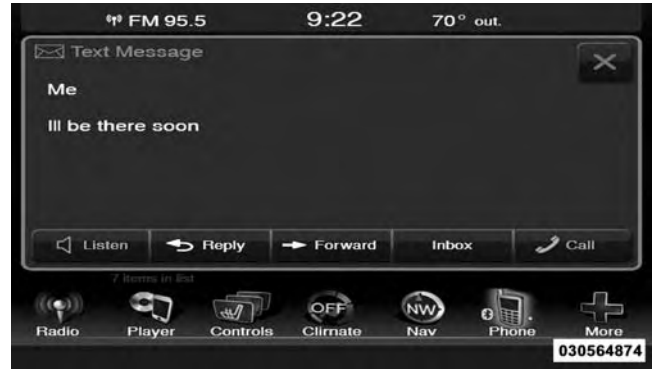 FM 95.5 9:22 70° out.
Text Message
Me
Ill be there soon
Listen Reply Forward Inbox Call
7 items in list
OFF NW
Radio Player Controls Climate Nav Phone More
030564874